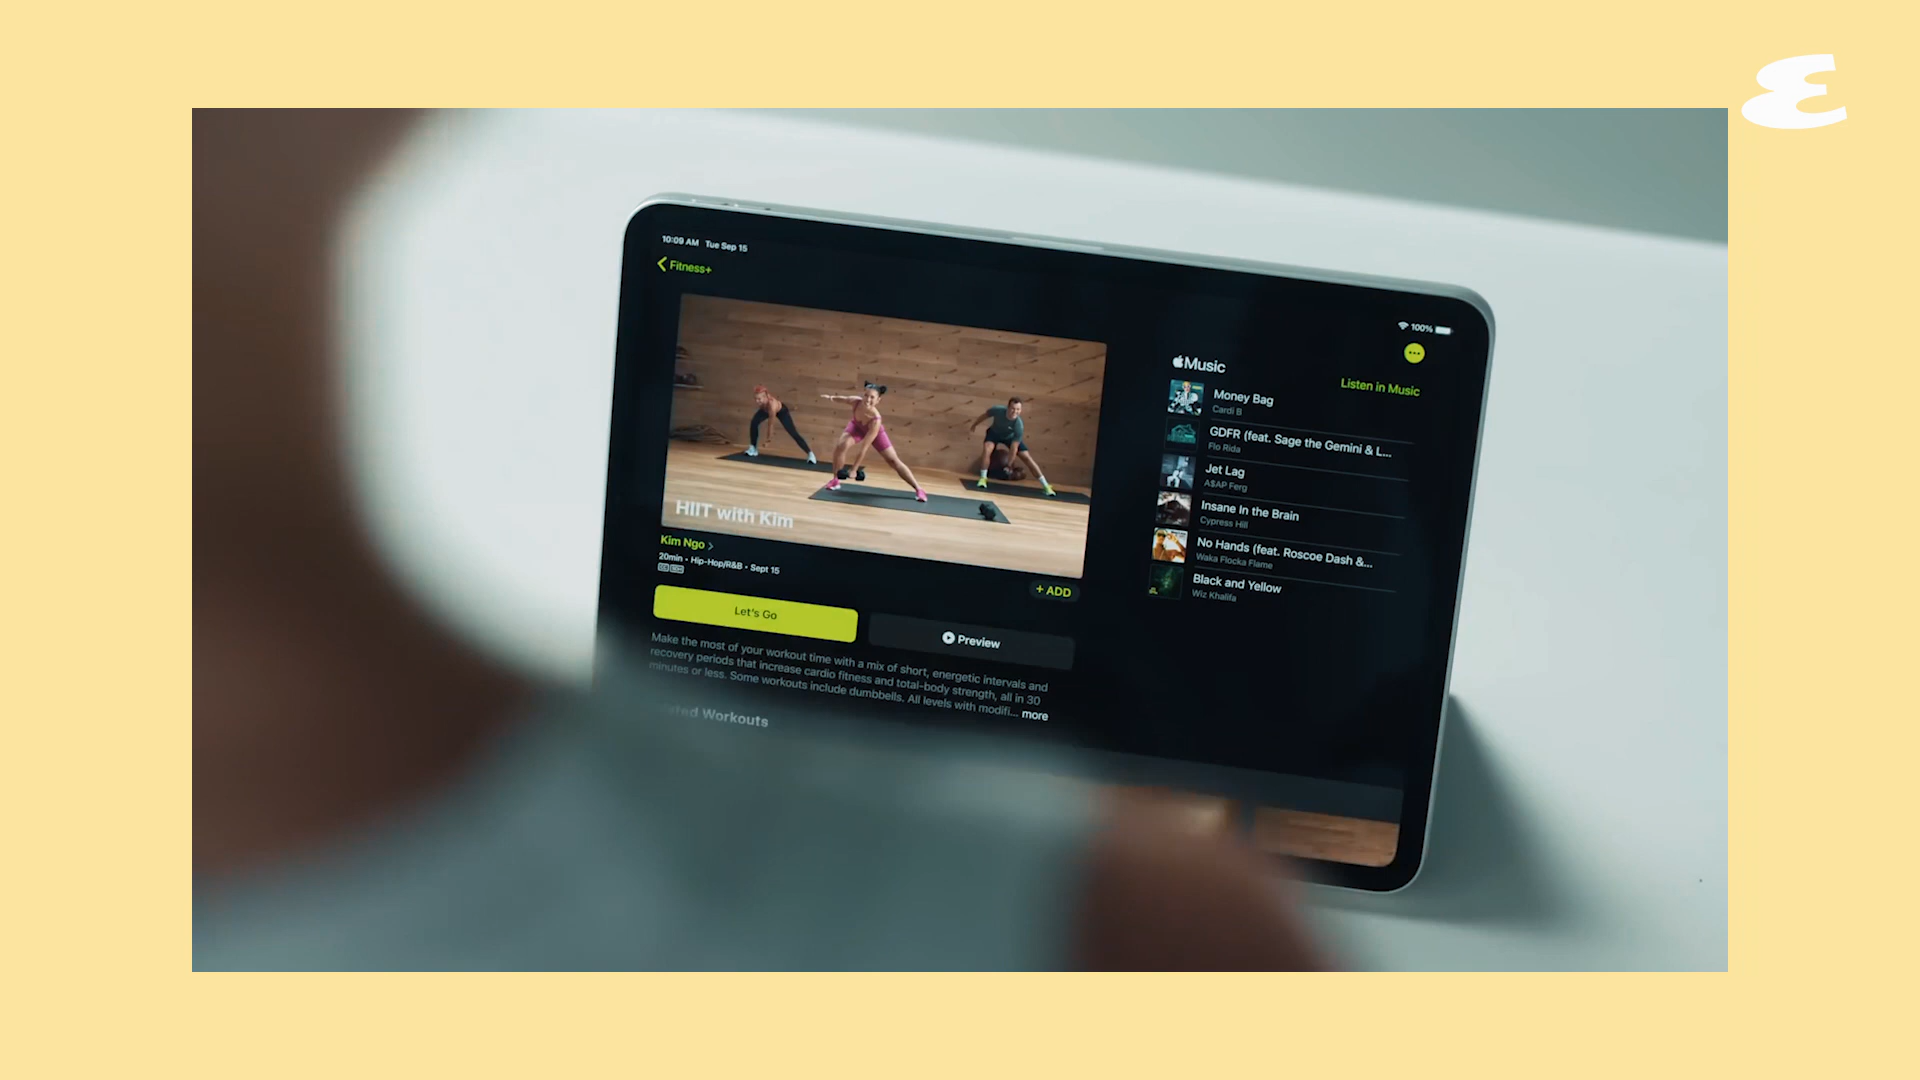 10:09 AM Tue Sep 15
100%
Fitness+
Music
Listen in Music
Money Bag
Cardi B
GDFR (feat. Sage the Gemini & L...
Flo Rida
Jet Lag
A$AP Ferg
Insane In the Brain
Cypress Hill
No Hands (feat. Roscoe Dash &...
Waka Flocka Flame
Black and Yellow
Wiz Khalifa
HIIT with Kim
Kim Ngo
20min • Hip-Hop/R&B • Sept 15
+ ADD
Let's Go
Preview
Make the most of your workout time with a mix of short, energetic intervals and
recovery periods that increase cardio fitness and total-body strength, all in 30
minutes or less. Some workouts include dumbbells. All levels with modifi... more
Workouts